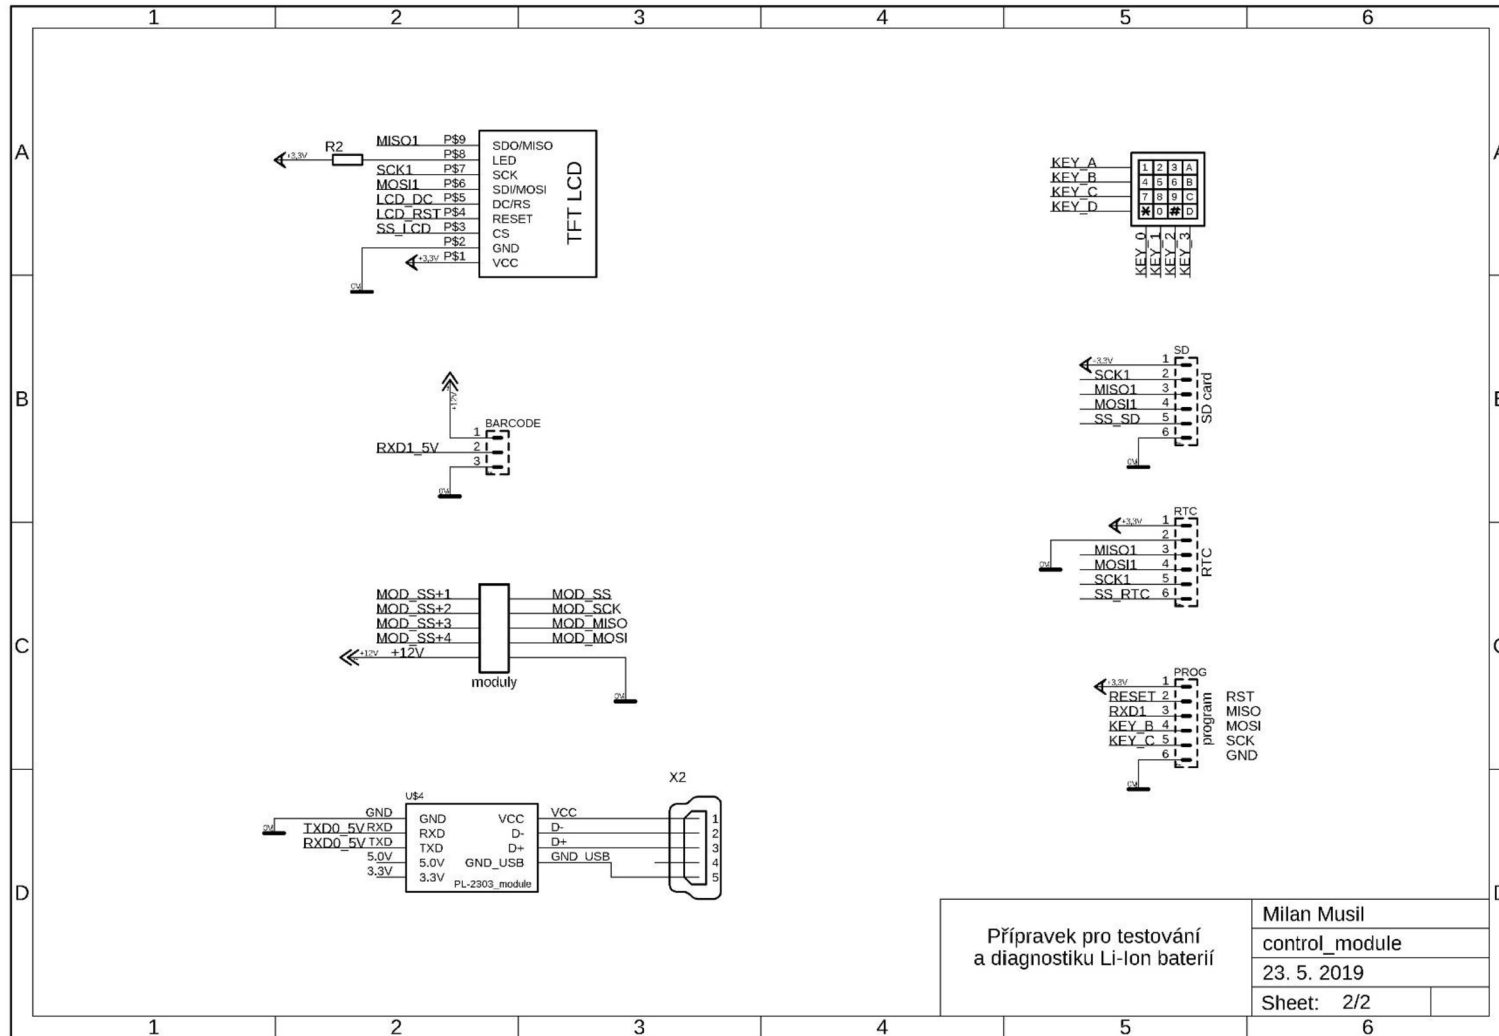 1 2 3 4 5 6
A
MISO1 P$9 SDO/MISO
R2 +3,3V P$8 LED
SCK1 P$7 SCK
MOSI1 P$6 SDI/MOSI
LCD_DC P$5 DC/RS
LCD_RST P$4 RESET
SS_LCD P$3 CS
P$2 GND
+3,3V P$1 VCC
TFT LCD
0V
KEY_A
KEY_B
KEY_C
KEY_D
1 2 3 A
4 5 6 B
7 8 9 C
* 0 # D
KEY_0
KEY_1
KEY_2
KEY_3
B
+12V
BARCODE
1
RXD1_5V 2
3
0V
SD
+3,3V 1
SCK1 2
MISO1 3
MOSI1 4
SS_SD 5
6
SD card
0V
RTC
+3,3V 1
2
0V
MISO1 3
MOSI1 4
SCK1 5
SS_RTC 6
RTC
C
MOD_SS+1 MOD_SS
MOD_SS+2 MOD_SCK
MOD_SS+3 MOD_MISO
MOD_SS+4 MOD_MOSI
+12V +12V
moduly
0V
PROG
+3,3V 1
RESET 2 RST
RXD1 3 MISO
KEY_B 4 MOSI
KEY_C 5 SCK
6 GND
program
0V
D
U$4
X2
GND GND VCC VCC 1
0V
TXD0_5V RXD RXD D- D- 2
RXD0_5V TXD TXD D+ D+ 3
5.0V 5.0V GND_USB GND_USB 4
3.3V 3.3V 5
PL-2303_module
Přípravek pro testování
a diagnostiku Li-Ion baterií
Milan Musil
control_module
23. 5. 2019
Sheet: 2/2
1 2 3 4 5 6